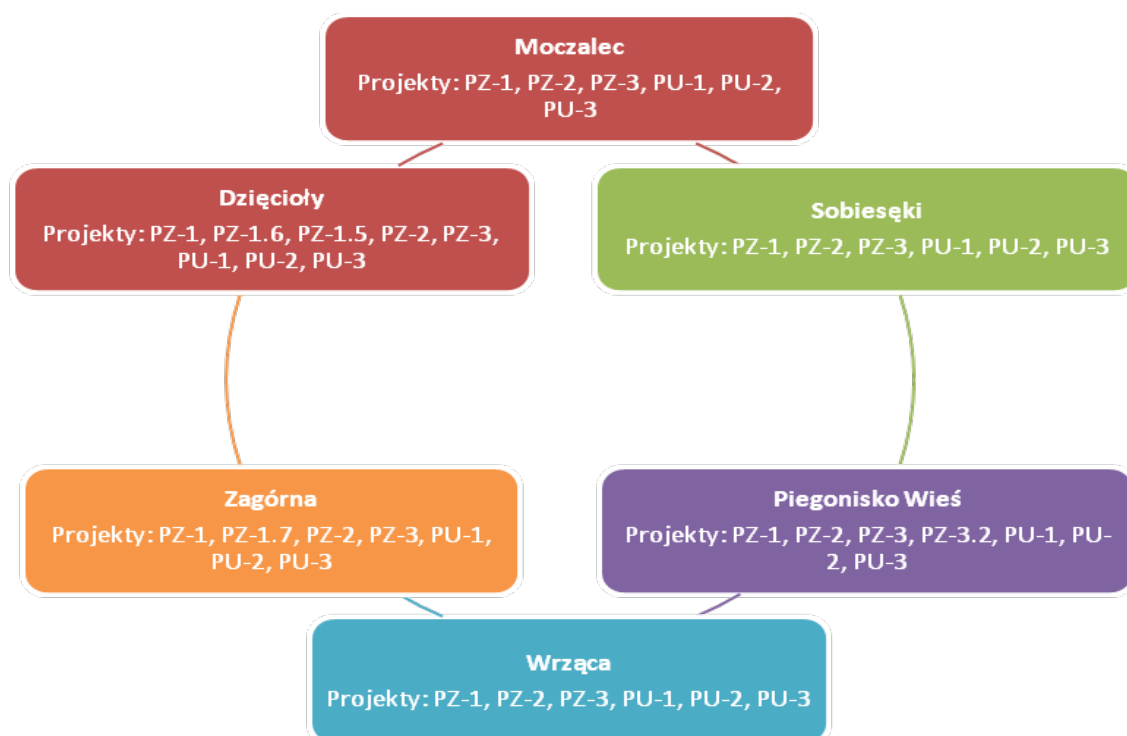 Moczalec
Projekty: PZ-1, PZ-2, PZ-3, PU-1, PU-2,
PU-3
Dzięcioły
Projekty: PZ-1, PZ-1.6, PZ-1.5, PZ-2, PZ-3,
PU-1, PU-2, PU-3
Sobiesęki
Projekty: PZ-1, PZ-2, PZ-3, PU-1, PU-2, PU-3
Zagórna
Projekty: PZ-1, PZ-1.7, PZ-2, PZ-3, PU-1,
PU-2, PU-3
Piegonisko Wieś
Projekty: PZ-1, PZ-2, PZ-3, PZ-3.2, PU-1, PU-
2, PU-3
Wrząca
Projekty: PZ-1, PZ-2, PZ-3, PU-1, PU-2, PU-3